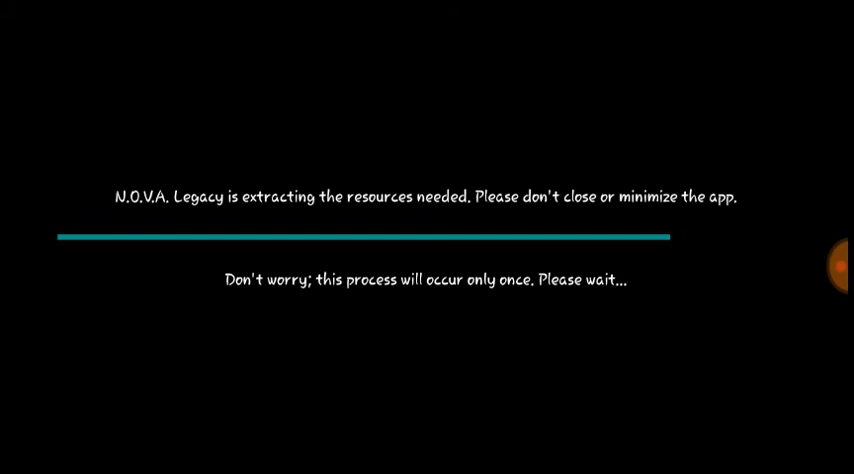 N.O.V.A. Legacy is extracting the resources needed. Please don't close or minimize the app.
Don't worry; this process will occur only once. Please wait...